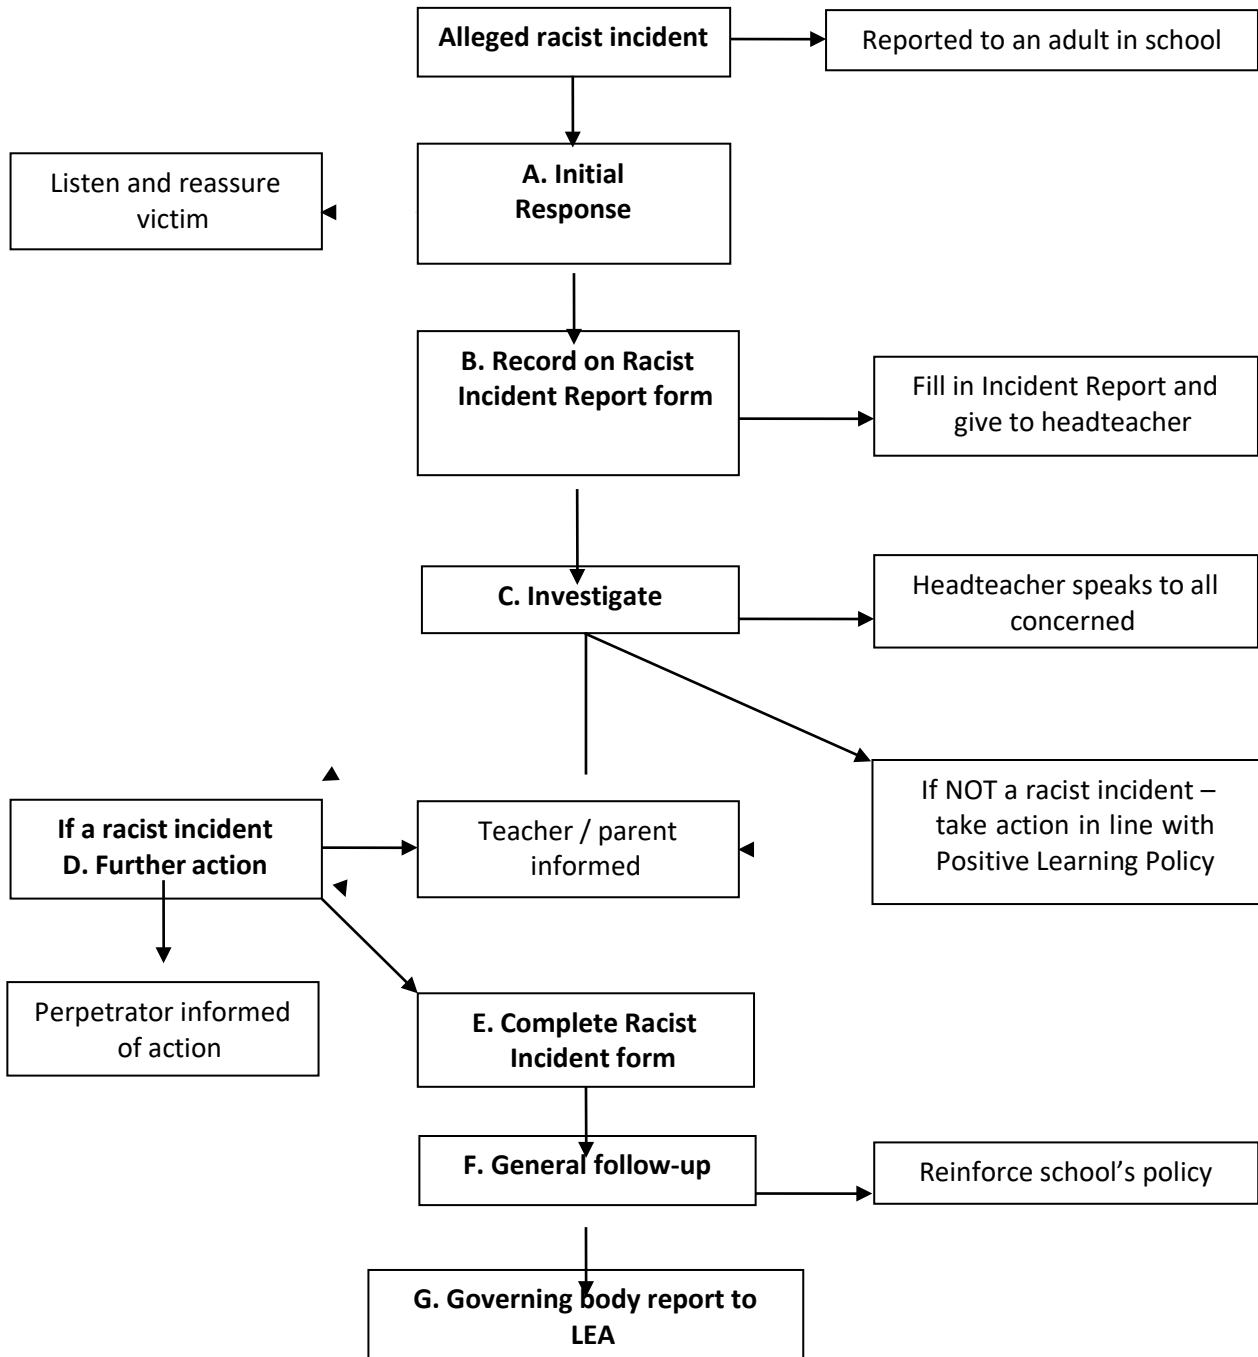 Alleged racist incident
Reported to an adult in school
Listen and reassure
victim
A. Initial
Response
B. Record on Racist
Incident Report form
Fill in Incident Report and
give to headteacher
C. Investigate
Headteacher speaks to all
concerned
If a racist incident
D. Further action
Teacher / parent
informed
If NOT a racist incident –
take action in line with
Positive Learning Policy
Perpetrator informed
of action
E. Complete Racist
Incident form
F. General follow-up
Reinforce school’s policy
G. Governing body report to
LEA